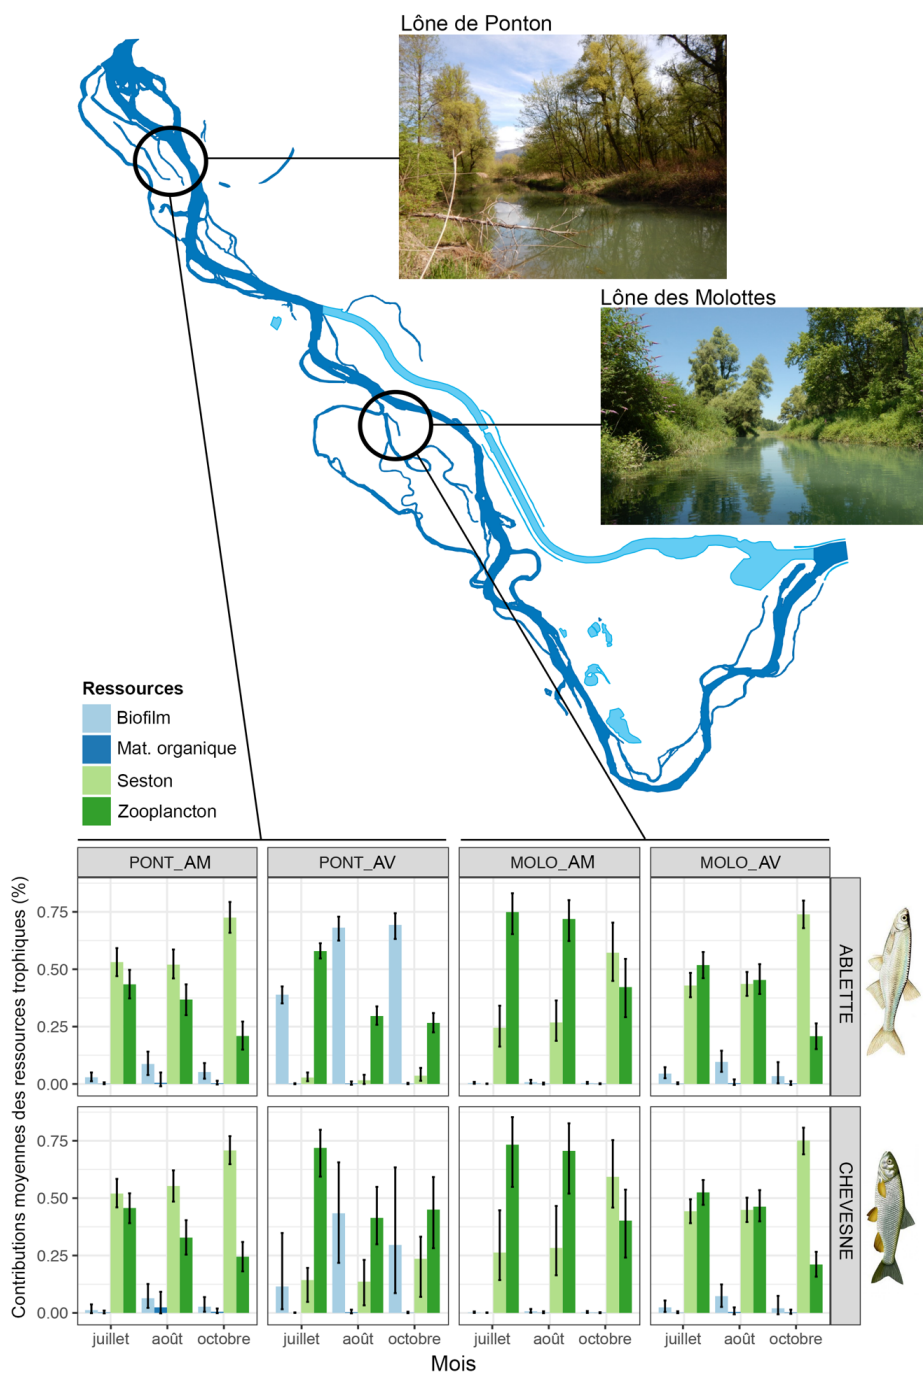 Lône de Ponton
Lône des Molottes
Ressources
Biofilm
Mat. organique
Seston
Zooplancton
PONT_AM
PONT_AV
MOLO_AM
MOLO_AV
Contributions moyennes des ressources trophiques (%)
0.75
0.50
0.25
0.00
ABLETTE
0.75
0.50
0.25
0.00
CHEVESNE
juillet août octobre juillet août octobre juillet août octobre juillet août octobre
Mois